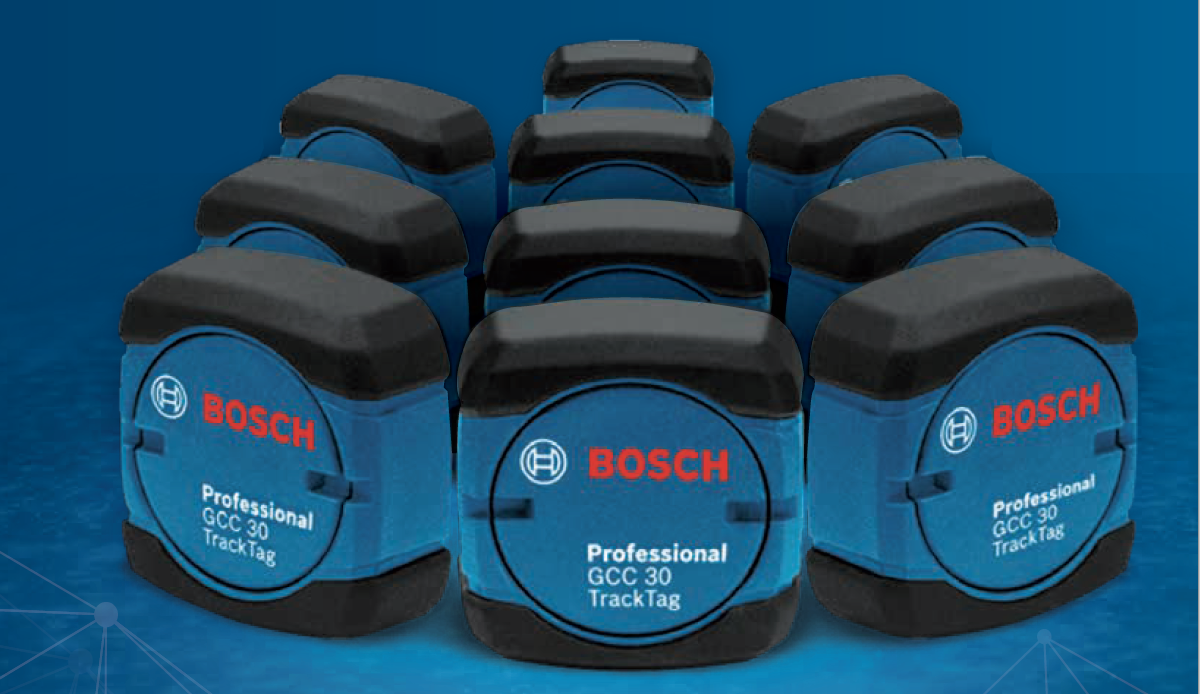 BOSCH
Professional
GCC 30
TrackTag
BOSCH
Professional
GCC 30
TrackTag
BOSCH
Professional
GCC 30
TrackTag